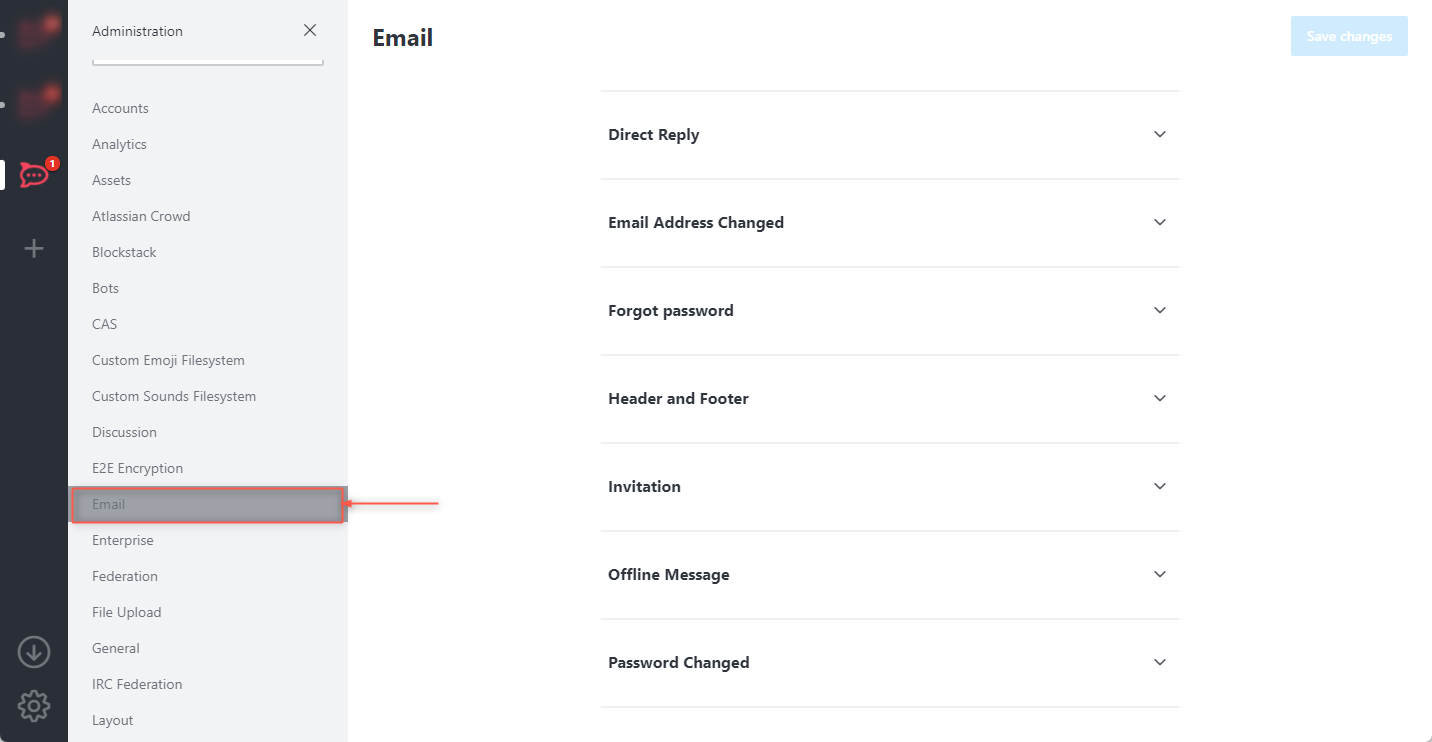 Administration
Accounts
Analytics
Assets
Atlassian Crowd
Blockstack
Bots
CAS
Custom Emoji Filesystem
Custom Sounds Filesystem
Discussion
E2E Encryption
Email
Enterprise
Federation
File Upload
General
IRC Federation
Layout
1
Email
Save changes
Direct Reply
Email Address Changed
Forgot password
Header and Footer
Invitation
Offline Message
Password Changed